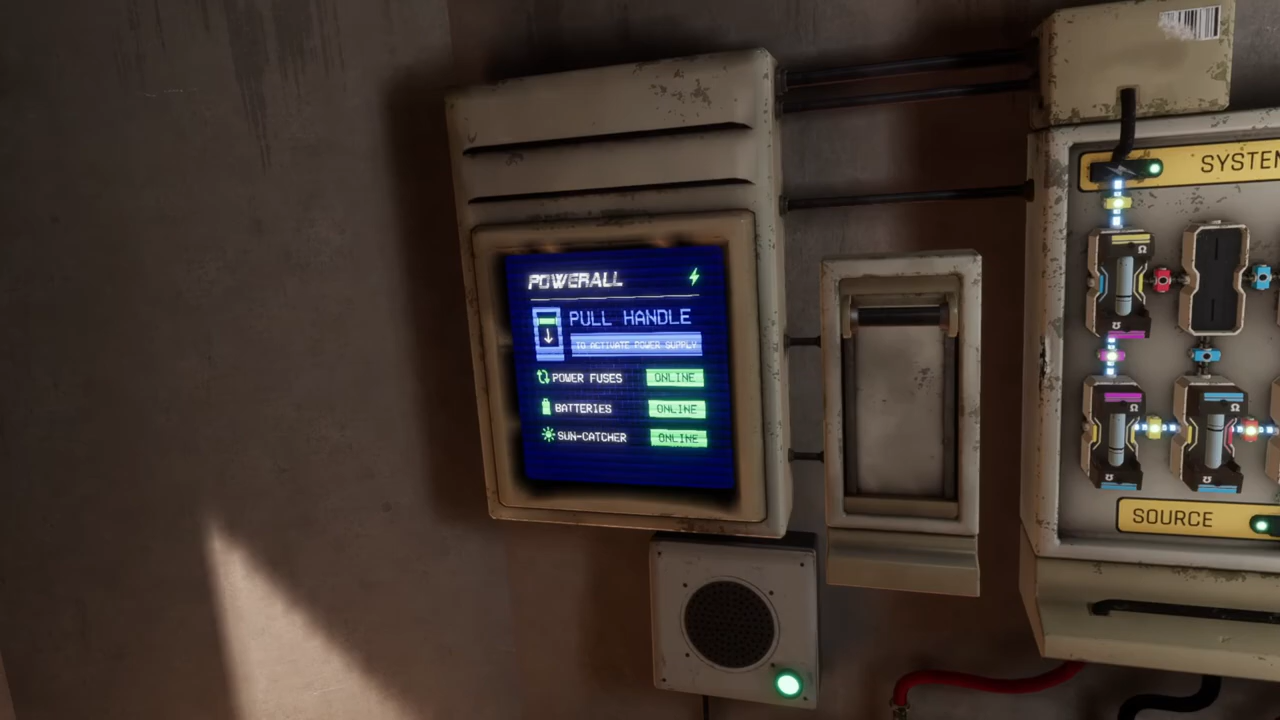 POWERALL
PULL HANDLE
TO ACTIVATE POWER SUPPLY
POWER FUSES ONLINE
BATTERIES ONLINE
SUN-CATCHER ONLINE
SYSTEM
SOURCE